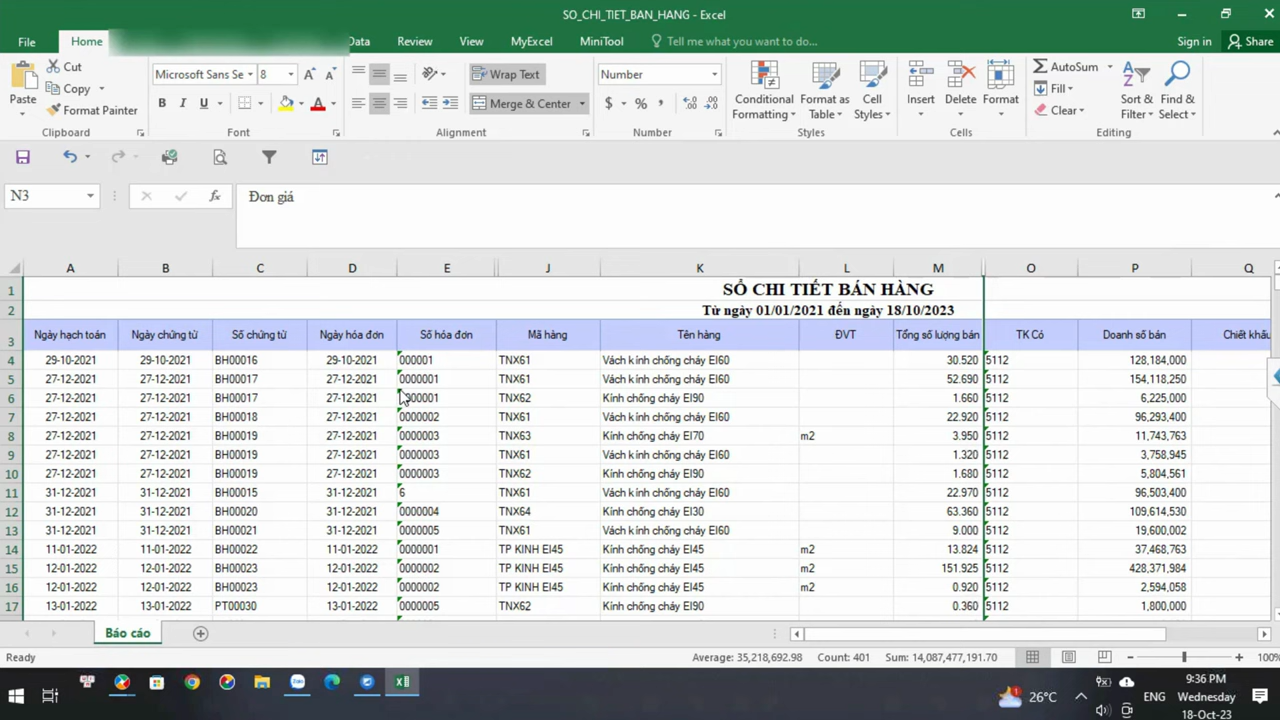 SO_CHI_TIET_BAN_HANG - Excel
File Home Data Review View MyExcel MiniTool Tell me what you want to do... Sign in Share
Paste Cut Copy Format Painter Clipboard
Microsoft Sans Se 8 B I U A Font
Wrap Text Merge & Center Alignment
Number $ % , Number
Conditional Formatting Format as Table Cell Styles Styles
Insert Delete Format Cells
AutoSum Fill Clear Sort & Filter Find & Select Editing
N3 fx Đơn giá
A B C D E J K L M O P Q
1 SỔ CHI TIẾT BÁN HÀNG
2 Từ ngày 01/01/2021 đến ngày 18/10/2023
3 Ngày hạch toán Ngày chứng từ Số chứng từ Ngày hóa đơn Số hóa đơn Mã hàng Tên hàng ĐVT Tổng số lượng bán TK Có Doanh số bán Chiết khấu
4 29-10-2021 29-10-2021 BH00016 29-10-2021 000001 TNX61 Vách kính chống cháy EI60 30.520 5112 128,184,000
5 27-12-2021 27-12-2021 BH00017 27-12-2021 0000001 TNX61 Vách kính chống cháy EI60 52.690 5112 154,118,250
6 27-12-2021 27-12-2021 BH00017 27-12-2021 TNX62 Kính chống cháy EI90 1.660 5112 6,225,000
7 27-12-2021 27-12-2021 BH00018 27-12-2021 0000002 TNX61 Vách kính chống cháy EI60 22.920 5112 96,293,400
8 27-12-2021 27-12-2021 BH00019 27-12-2021 0000003 TNX63 Kính chống cháy EI70 m2 3.950 5112 11,743,763
9 27-12-2021 27-12-2021 BH00019 27-12-2021 0000003 TNX61 Vách kính chống cháy EI60 1.320 5112 3,758,945
10 27-12-2021 27-12-2021 BH00019 27-12-2021 0000003 TNX62 Kính chống cháy EI90 1.680 5112 5,804,561
11 31-12-2021 31-12-2021 BH00015 31-12-2021 6 TNX61 Vách kính chống cháy EI60 22.970 5112 96,503,400
12 31-12-2021 31-12-2021 BH00020 31-12-2021 0000004 TNX64 Kính chống cháy EI30 63.360 5112 109,614,530
13 31-12-2021 31-12-2021 BH00021 31-12-2021 0000005 TNX61 Vách kính chống cháy EI60 9.000 5112 19,600,002
14 11-01-2022 11-01-2022 BH00022 11-01-2022 0000001 TP KINH EI45 Kính chống cháy EI45 m2 13.824 5112 37,468,763
15 12-01-2022 12-01-2022 BH00023 12-01-2022 0000002 TP KINH EI45 Kính chống cháy EI45 m2 151.925 5112 428,371,984
16 12-01-2022 12-01-2022 BH00023 12-01-2022 0000002 TP KINH EI45 Kính chống cháy EI45 m2 0.920 5112 2,594,058
17 13-01-2022 13-01-2022 PT00030 13-01-2022 0000005 TNX62 Kính chống cháy EI90 0.360 5112 1,800,000
Báo cáo
Ready Average: 35,218,692.98 Count: 401 Sum: 14,087,477,191.70 100%
26°C ENG 9:36 PM Wednesday 18-Oct-23